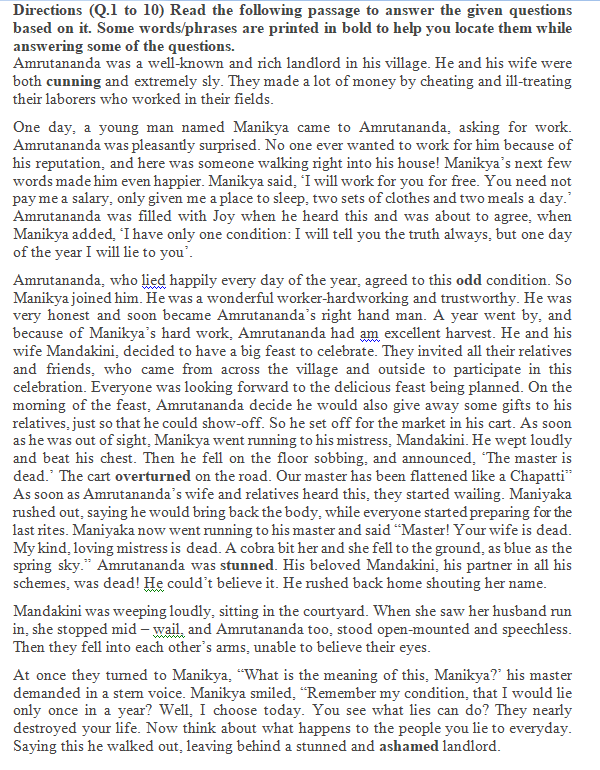 Directions (Q.1 to 10) Read the following passage to answer the given questions
based on it. Some words/phrases are printed in bold to help you locate them while
answering some of the questions.
Amrutananda was a well-known and rich landlord in his village. He and his wife were
both cunning and extremely sly. They made a lot of money by cheating and ill-treating
their laborers who worked in their fields.
One day, a young man named Manikya came to Amrutananda, asking for work.
Amrutananda was pleasantly surprised. No one ever wanted to work for him because of
his reputation, and here was someone walking right into his house! Manikya's next few
words made him even happier. Manikya said, 'I will work for you for free. You need not
pay me a salary, only given me a place to sleep, two sets of clothes and two meals a day.'
Amrutananda was filled with Joy when he heard this and was about to agree, when
Manikya added, 'I have only one condition: I will tell you the truth always, but one day
of the year I will lie to you'.
Amrutananda, who lied happily every day of the year, agreed to this odd condition. So
Manikya joined him. He was a wonderful worker-hardworking and trustworthy. He was
very honest and soon became Amrutananda's right hand man. A year went by, and
because of Manikya's hard work, Amrutananda had am excellent harvest. He and his
wife Mandakini, decided to have a big feast to celebrate. They invited all their relatives
and friends, who came from across the village and outside to participate in this
celebration. Everyone was looking forward to the delicious feast being planned. On the
morning of the feast, Amrutananda decide he would also give away some gifts to his
relatives, just so that he could show-off. So he set off for the market in his cart. As soon
as he was out of sight, Manikya went running to his mistress, Mandakini. He wept loudly
and beat his chest. Then he fell on the floor sobbing, and announced, 'The master is
dead.' The cart overturned on the road. Our master has been flattened like a Chapatti"
As soon as Amrutananda's wife and relatives heard this, they started wailing. Maniyaka
rushed out, saying he would bring back the body, while everyone started preparing for the
last rites. Maniyaka now went running to his master and said "Master! Your wife is dead.
My kind, loving mistress is dead. A cobra bit her and she fell to the ground, as blue as the
spring sky." Amrutananda was stunned. His beloved Mandakini, his partner in all his
schemes, was dead! He couldn't believe it. He rushed back home shouting her name.
Mandakini was weeping loudly, sitting in the courtyard. When she saw her husband run
in, she stopped mid – wail, and Amrutananda too, stood open-mounted and speechless.
Then they fell into each other's arms, unable to believe their eyes.
At once they turned to Manikya, "What is the meaning of this, Manikya?' his master
demanded in a stern voice. Manikya smiled, "Remember my condition, that I would lie
only once in a year? Well, I choose today. You see what lies can do? They nearly
destroyed your life. Now think about what happens to the people you lie to everyday.
Saying this he walked out, leaving behind a stunned and ashamed landlord.